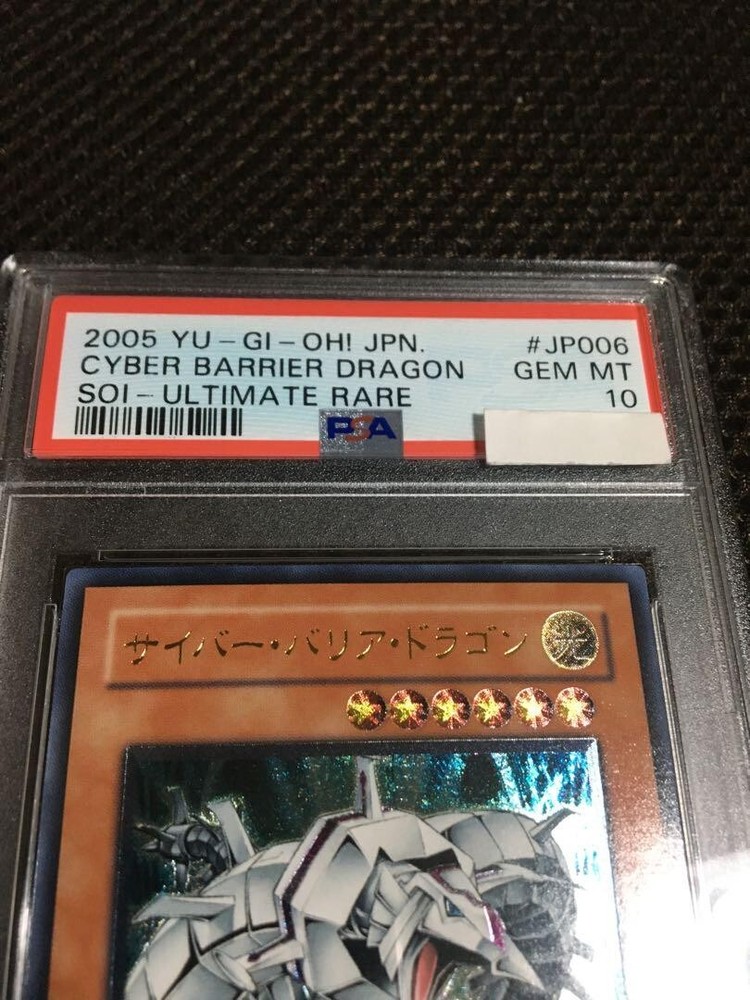 2005 YU-GI-OH! JPN. #JP006
CYBER BARRIER DRAGON GEM MT
SOI - ULTIMATE RARE 10
PSA
サイバー・バリア・ドラゴン 光